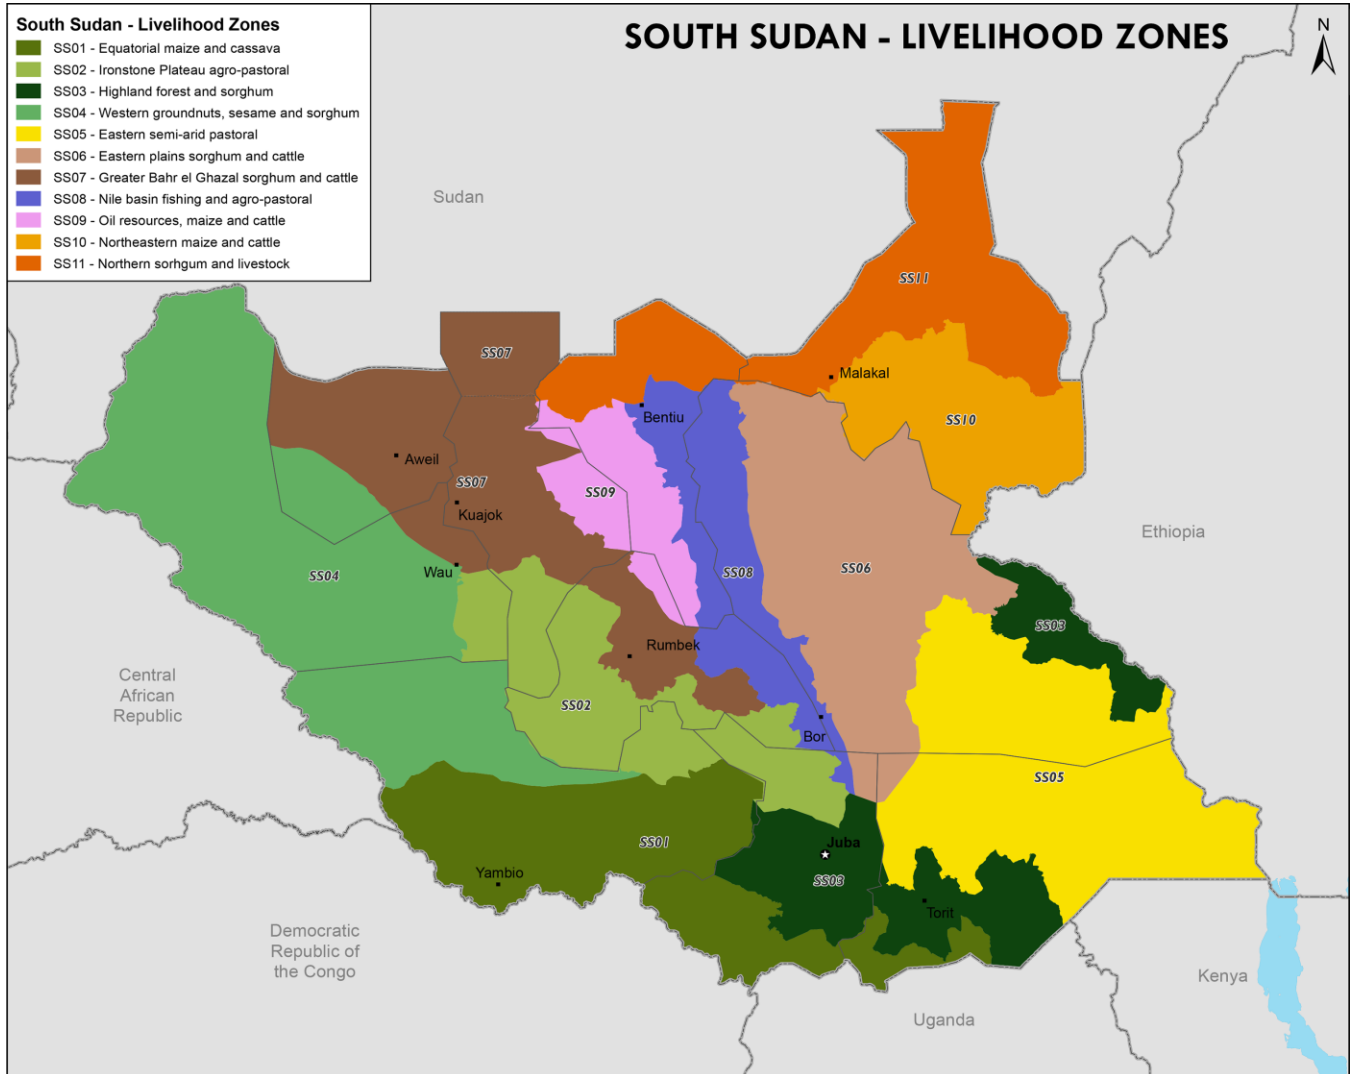 South Sudan - Livelihood Zones
SS01 - Equatorial maize and cassava
SS02 - Ironstone Plateau agro-pastoral
SS03 - Highland forest and sorghum
SS04 - Western groundnuts, sesame and sorghum
SS05 - Eastern semi-arid pastoral
SS06 - Eastern plains sorghum and cattle
SS07 - Greater Bahr el Ghazal sorghum and cattle
SS08 - Nile basin fishing and agro-pastoral
SS09 - Oil resources, maize and cattle
SS10 - Northeastern maize and cattle
SS11 - Northern sorhgum and livestock
SOUTH SUDAN - LIVELIHOOD ZONES
N
Sudan
SS11
SS07
Malakal
Bentiu
SS10
Aweil
SS07
SS09
Kuajok
Ethiopia
Wau
SS04
SS08
SS06
SS03
Rumbek
Central
African
Republic
SS02
Bor
SS05
SS01
Juba
Yambio
SS03
Torit
Democratic
Republic of
the Congo
Kenya
Uganda